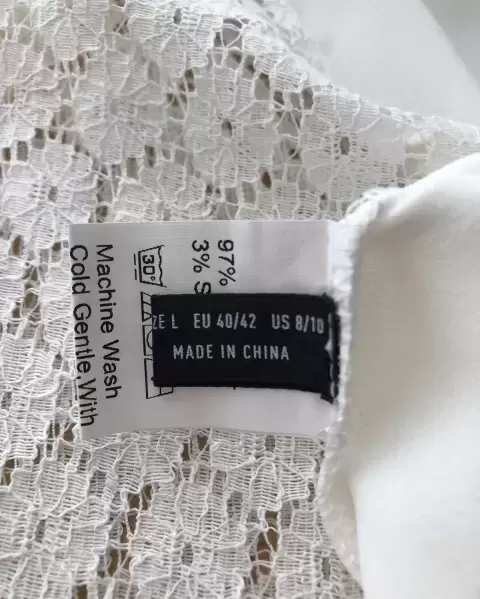 ZE L EU 40/42 US 8/10
MADE IN CHINA
97%
3% S
30°
Machine Wash
Cold Gentle,With